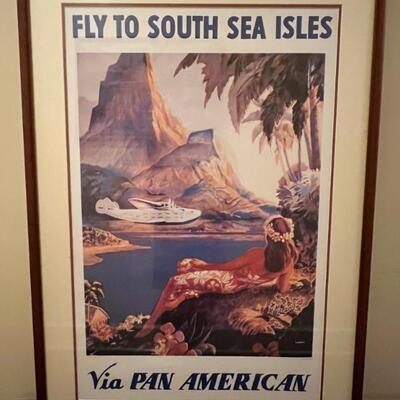 FLY TO SOUTH SEA ISLES
Via PAN AMERICAN